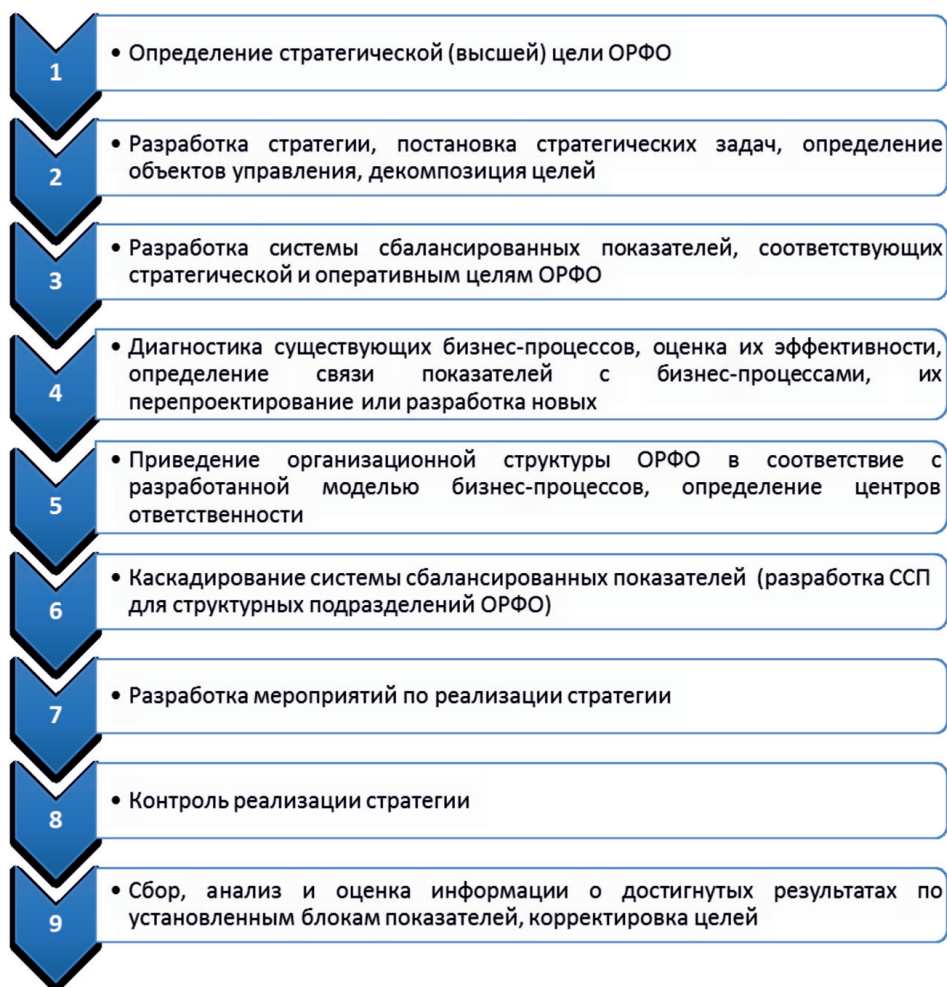 1
• Определение стратегической (высшей) цели ОРФО
2
• Разработка стратегии, постановка стратегических задач, определение
объектов управления, декомпозиция целей
3
• Разработка системы сбалансированных показателей, соответствующих
стратегической и оперативным целям ОРФО
4
• Диагностика существующих бизнес-процессов, оценка их эффективности,
определение связи показателей с бизнес-процессами, их
перепроектирование или разработка новых
5
• Приведение организационной структуры ОРФО в соответствие с
разработанной моделью бизнес-процессов, определение центров
ответственности
6
• Каскадирование системы сбалансированных показателей (разработка ССП
для структурных подразделений ОРФО)
7
• Разработка мероприятий по реализации стратегии
8
• Контроль реализации стратегии
9
• Сбор, анализ и оценка информации о достигнутых результатах по
установленным блокам показателей, корректировка целей